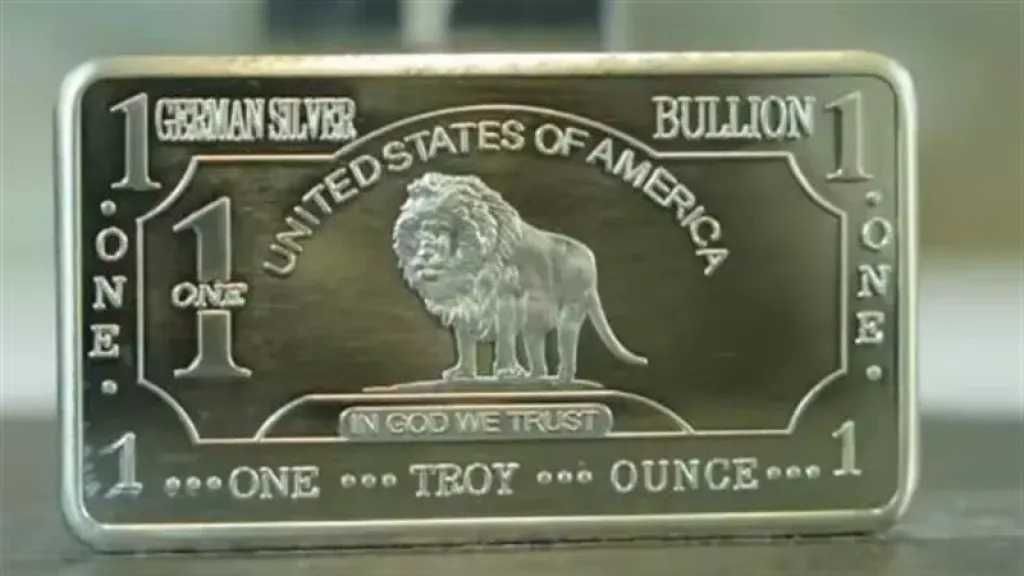 1 GERMAN SILVER BULLION 1
UNITED STATES OF AMERICA
· ONE ·
1
ONE
1
· ONE ·
IN GOD WE TRUST
1 ···ONE ··· TROY ··· OUNCE··· 1